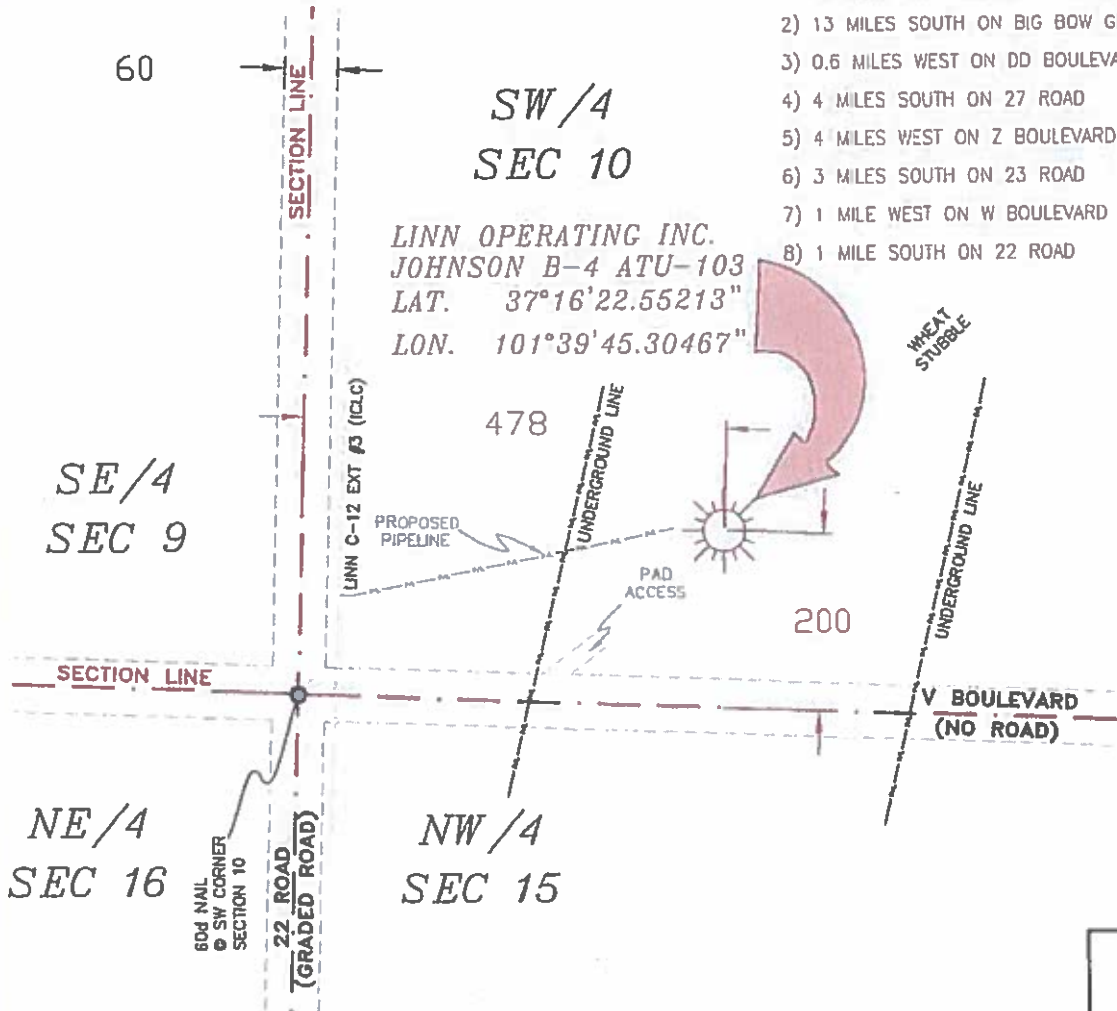 2) 13 MILES SOUTH ON BIG BOW
3) 0.6 MILES WEST ON DD
4) 4 MILES SOUTH ON 27 ROAD
5) 4 MILES WEST ON Z BOULEVARD
6) 3 MILES SOUTH ON 23 ROAD
7) 1 MILE WEST ON W BOULEVARD
8) 1 MILE SOUTH ON 22 ROAD
60
SECTION LINE
SW/4
SEC 10
LINN OPERATING INC.
JOHNSON B-4 ATU-103
LAT. 37°16'22.55213"
LON. 101°39'45.30467"
WHEAT
STUBBLE
478
UNDERGROUND LINE
LINN C-12 EXT #3 (ICLC)
SE/4
SEC 9
PROPOSED
PIPELINE
PAD
ACCESS
200
UNDERGROUND LINE
SECTION LINE
V BOULEVARD
(NO ROAD)
NE/4
SEC 16
60d NAIL
@ SW CORNER
SECTION 10
22 ROAD
(GRADED ROAD)
NW/4
SEC 15